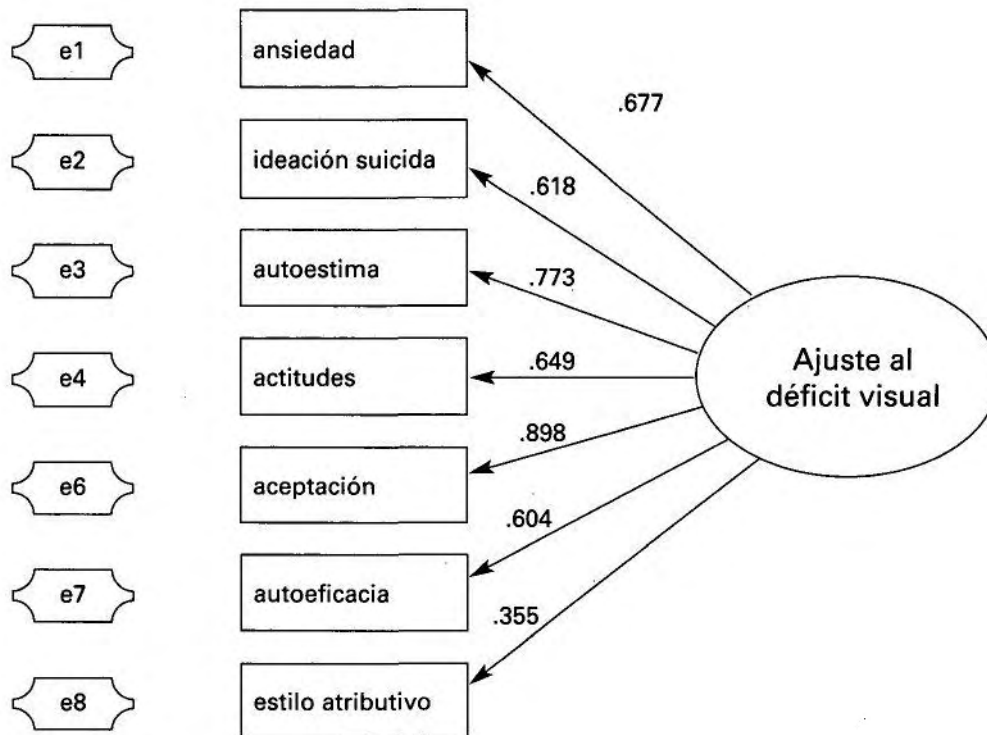 e1
ansiedad
.677
e2
ideación suicida
.618
e3
autoestima
.773
e4
actitudes
.649
Ajuste al
déficit visual
e6
aceptación
.898
e7
autoeficacia
.604
e8
estilo atributivo
.355